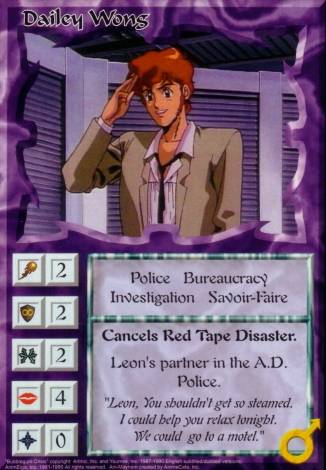 Dailey Wong
2
2
2
4
0
Police Bureaucracy
Investigation Savoir-Faire
Cancels Red Tape Disaster.
Leon's partner in the A.D.
Police.
"Leon, You shouldn't get so steamed.
I could help you relax tonight.
We could go to a motel."